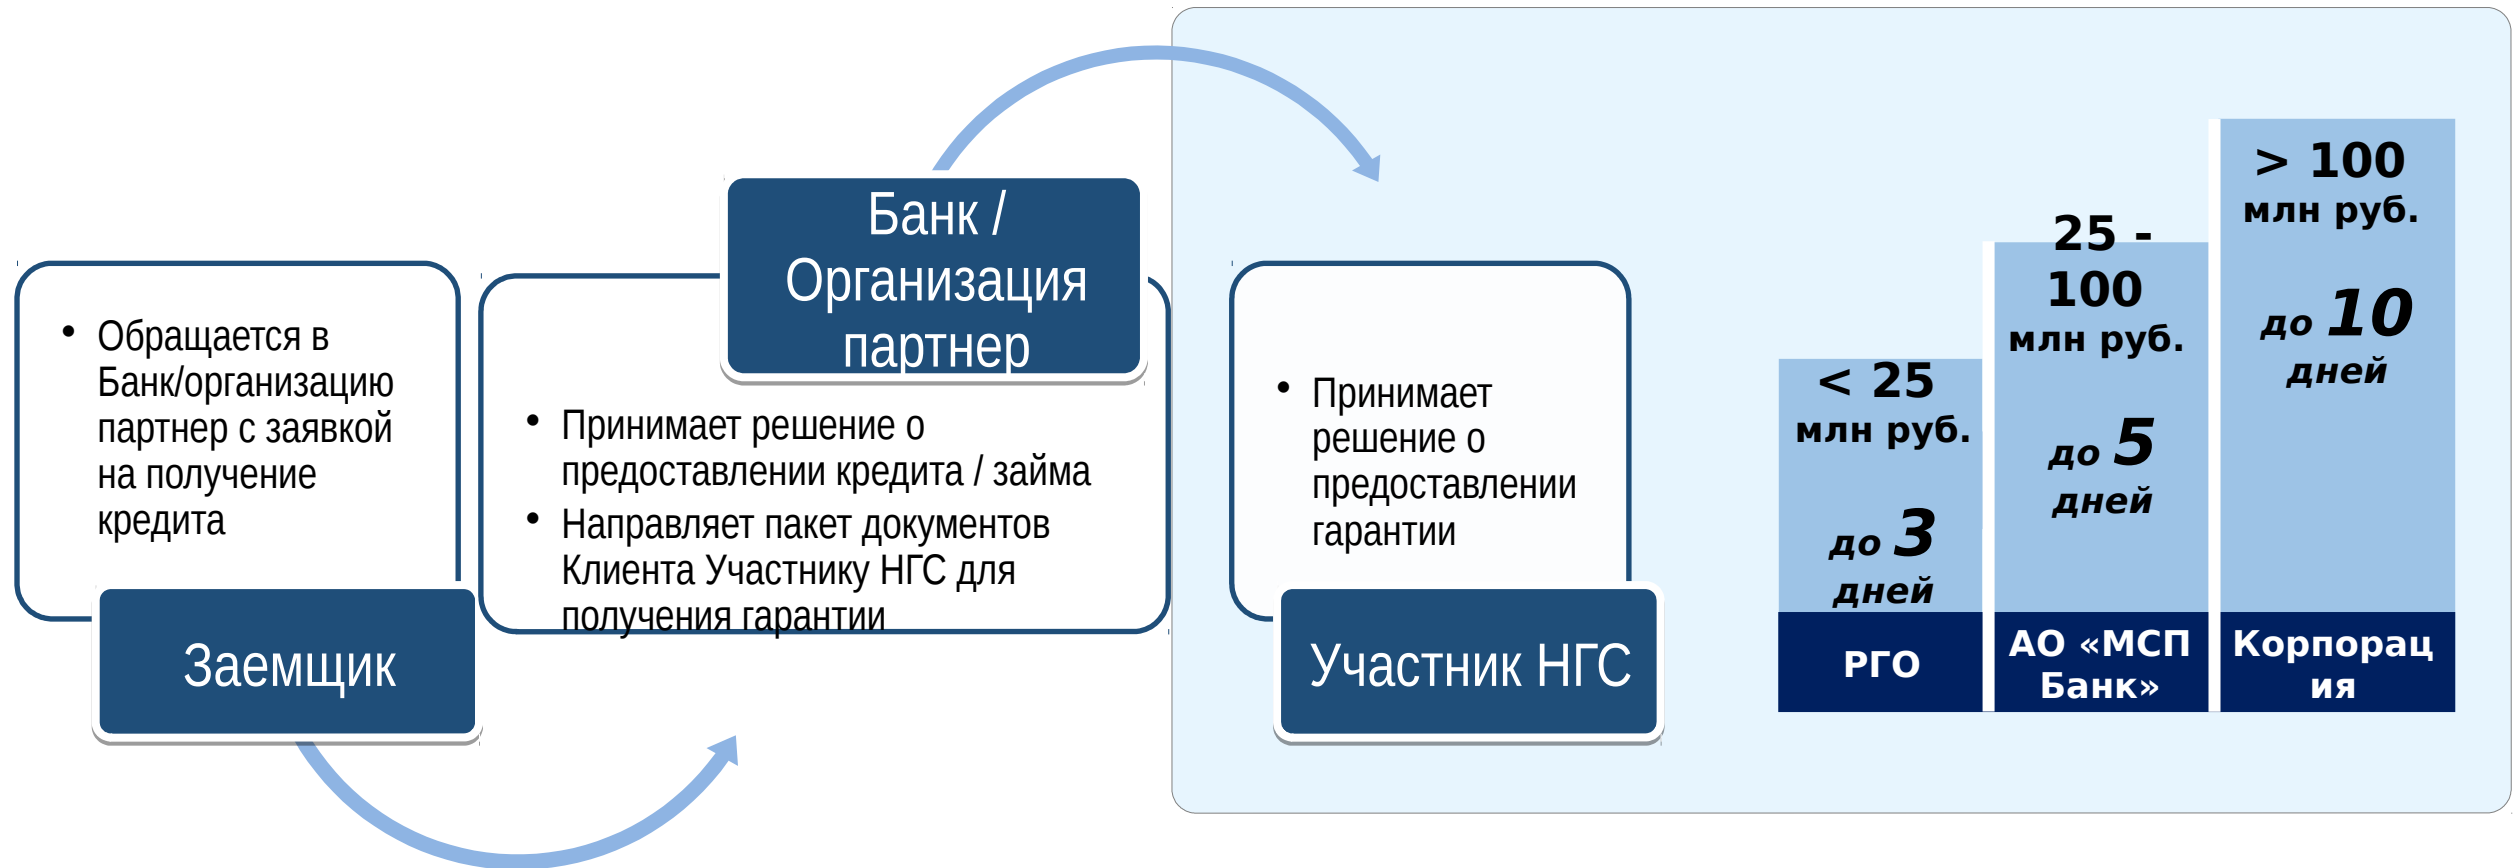 • Обращается в
Банк/организацию
партнер с заявкой
на получение
кредита
Заемщик
Банк /
Организация
партнер
• Принимает решение о
предоставлении кредита / займа
• Направляет пакет документов
Клиента Участнику НГС для
получения гарантии
• Принимает
решение о
предоставлении
гарантии
Участник НГС
< 25
млн руб.
до 3
дней
РГО
25 -
100
млн руб.
до 5
дней
АО «МСП
Банк»
> 100
млн руб.
до 10
дней
Корпорац
ия